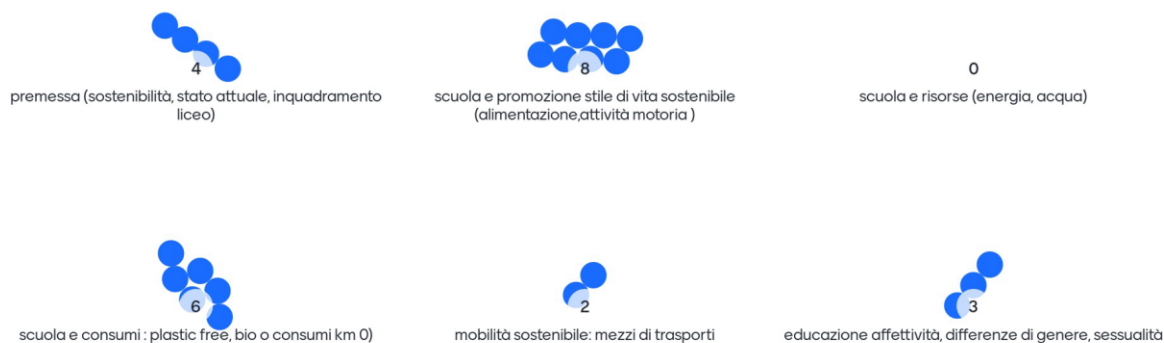 4
premessa (sostenibilità, stato attuale, inquadramento
liceo)
8
scuola e promozione stile di vita sostenibile
(alimentazione,attività motoria )
0
scuola e risorse (energia, acqua)
6
scuola e consumi : plastic free, bio o consumi km 0)
2
mobilità sostenibile: mezzi di trasporti
3
educazione affettività, differenze di genere, sessualità